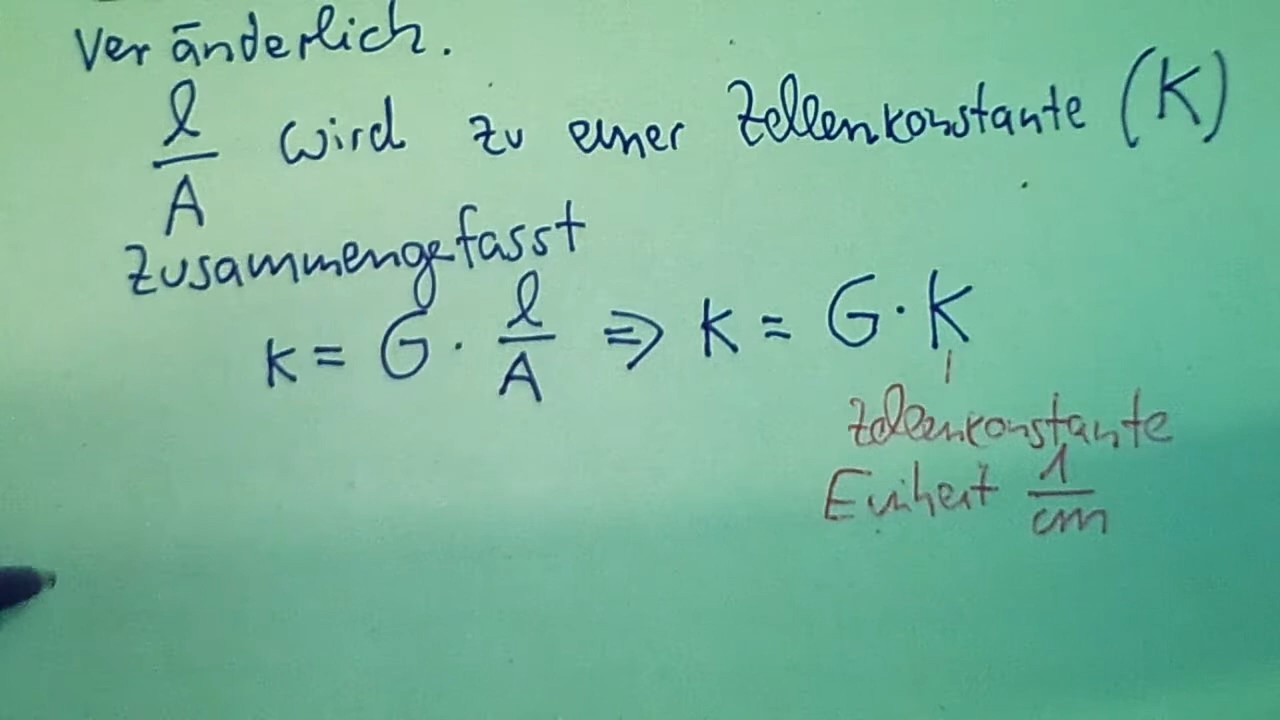 Veränderlich.
l/A wird zu einer Zellenkonstante (K)
Zusammengefasst
K = G · l/A ⇒ K = G · K
Zellenkonstante
Einheit 1/cm